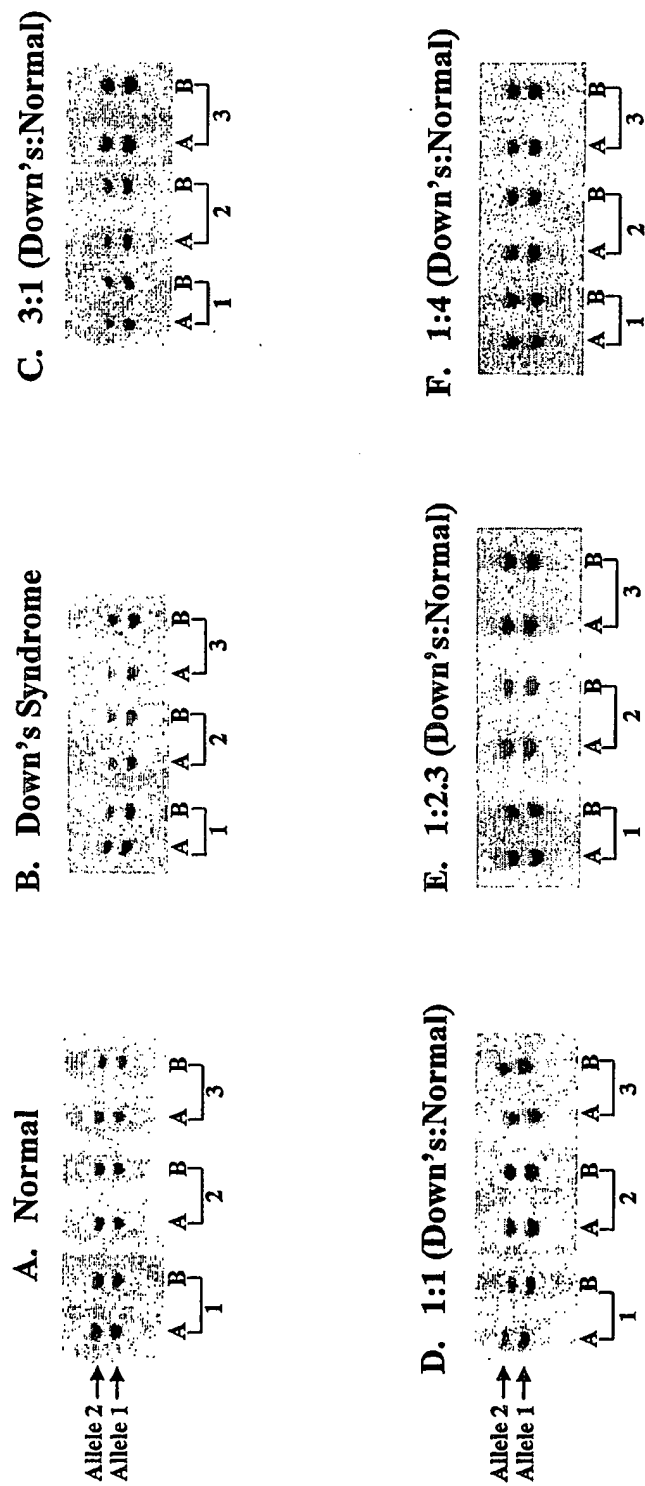 A. Normal
Allele 2
Allele 1
A B A B A B
1 2 3
B. Down's Syndrome
A B A B A B
1 2 3
C. 3:1 (Down's:Normal)
A B A B A B
1 2 3
D. 1:1 (Down's:Normal)
Allele 2
Allele 1
A B A B A B
1 2 3
E. 1:2.3 (Down's:Normal)
A B A B A B
1 2 3
F. 1:4 (Down's:Normal)
A B A B A B
1 2 3